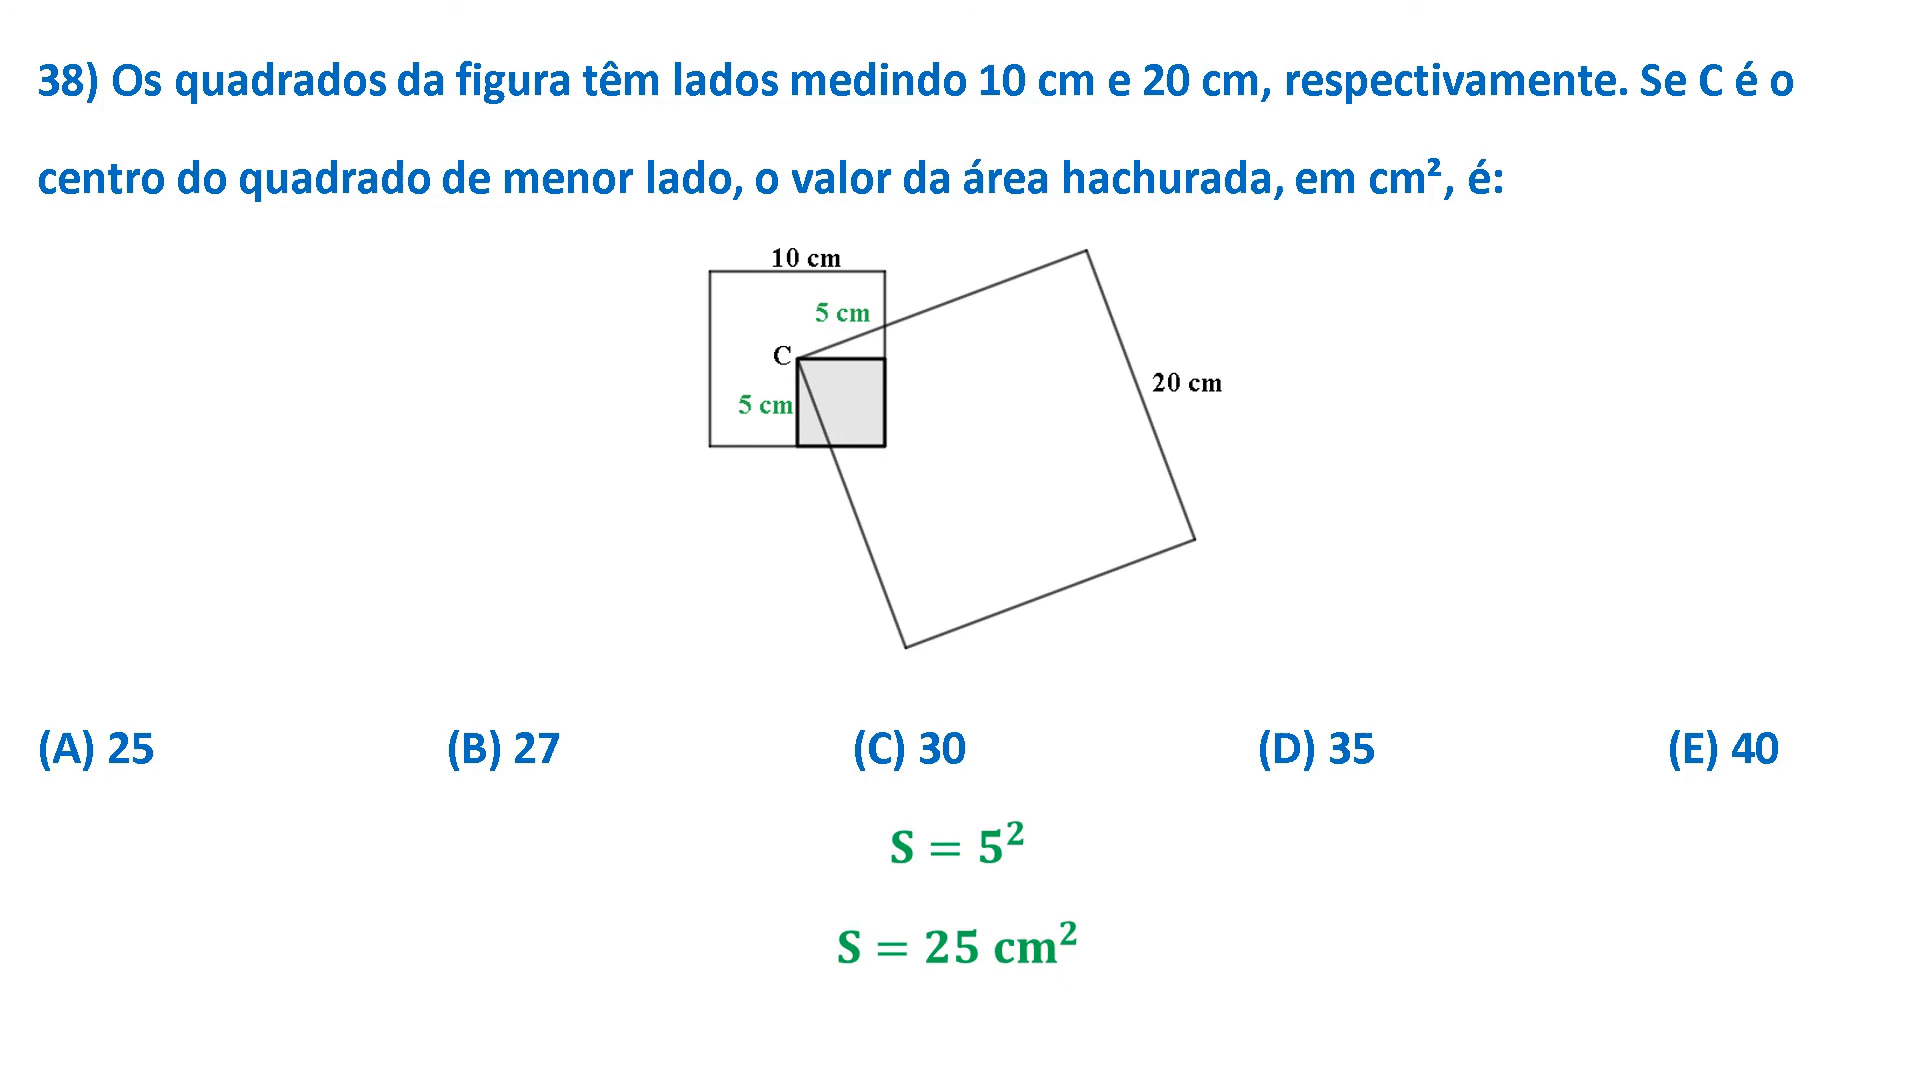 38) Os quadrados da figura têm lados medindo 10 cm e 20 cm, respectivamente. Se C é o
centro do quadrado de menor lado, o valor da área hachurada, em cm², é:
10 cm
5 cm
C
20 cm
5 cm
(A) 25 (B) 27 (C) 30 (D) 35 (E) 40
S = 5²
S = 25 cm²